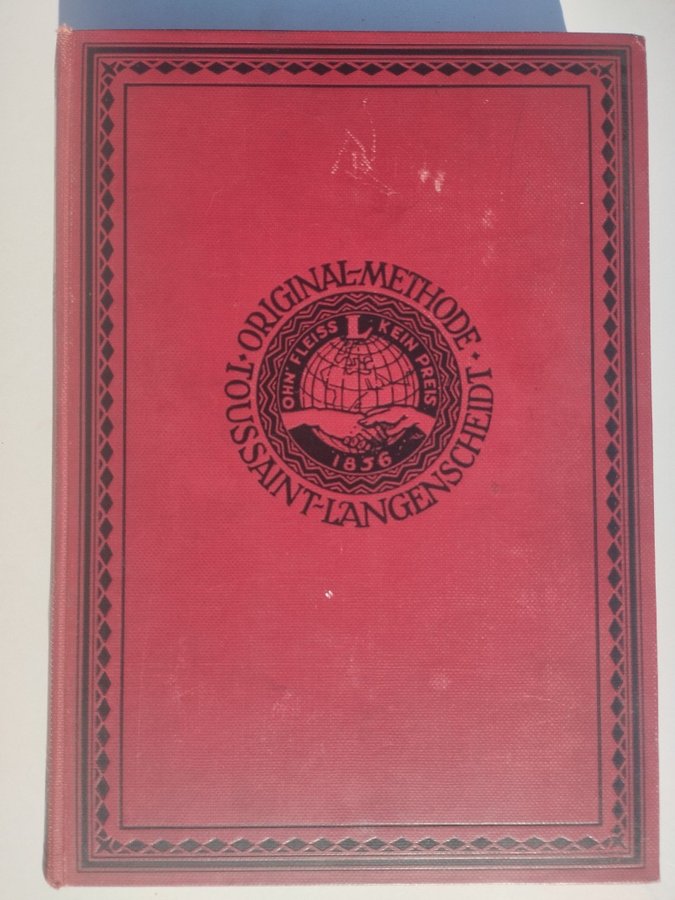 ORIGINAL-METHODE
TOUSSAINT-LANGENSCHEIDT
OHN' FLEISS L KEIN PREIS
1856